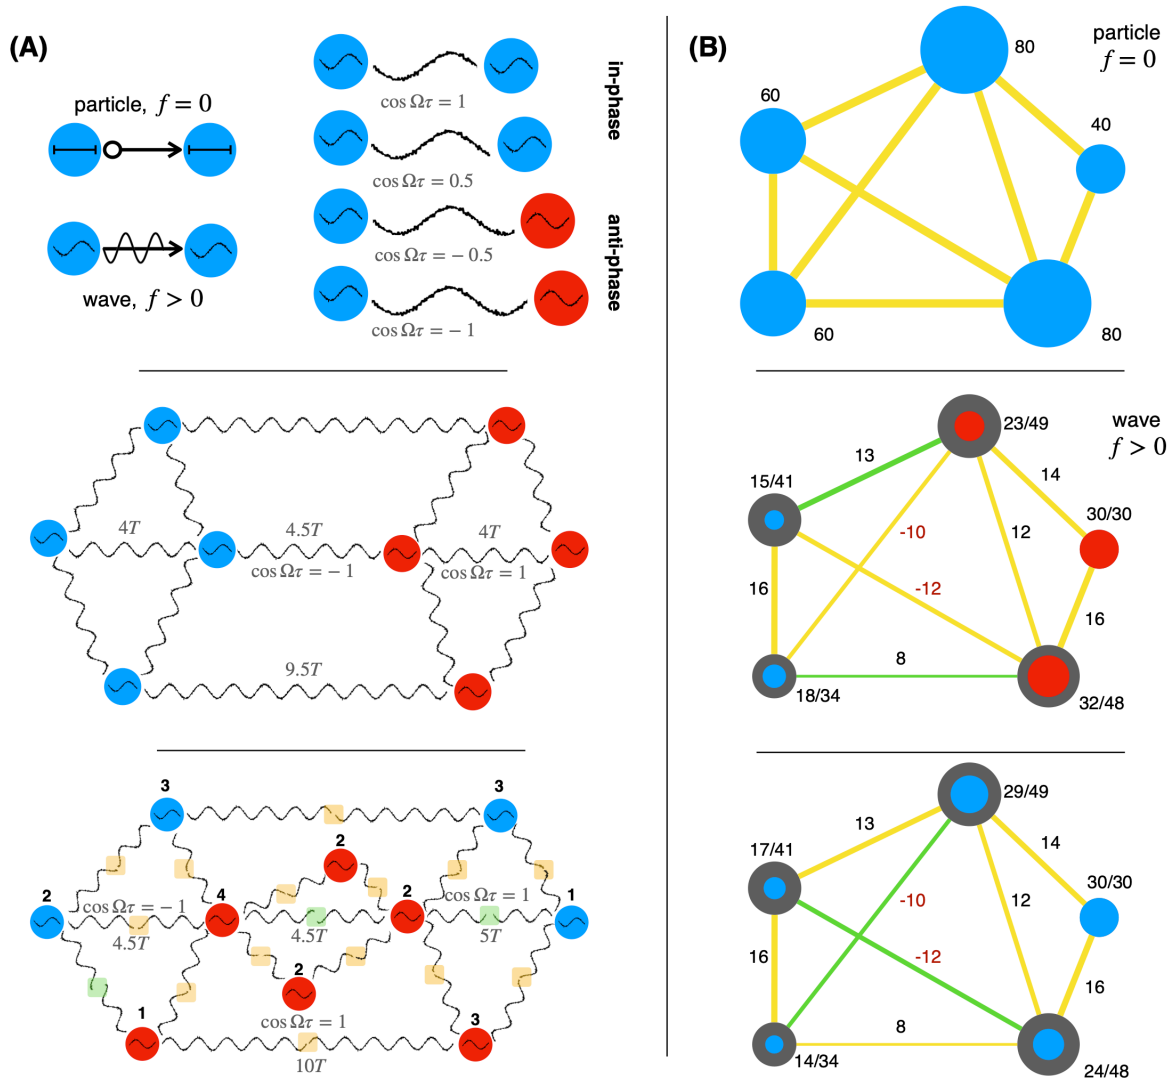 (A)
particle, f = 0
wave, f > 0
cos Ωτ = 1
cos Ωτ = 0.5
in-phase
cos Ωτ = − 0.5
cos Ωτ = − 1
anti-phase
4T
4.5T
4T
cos Ωτ = − 1
cos Ωτ = 1
9.5T
3
3
2
2
4
2
1
cos Ωτ = − 1
cos Ωτ = 1
4.5T
4.5T
5T
2
1
3
cos Ωτ = 1
10T
(B)
particle
f = 0
80
60
40
60
80
wave
f > 0
23/49
13
14
15/41
30/30
-10
12
16
-12
16
8
18/34
32/48
29/49
13
14
17/41
30/30
-10
12
16
-12
16
8
14/34
24/48